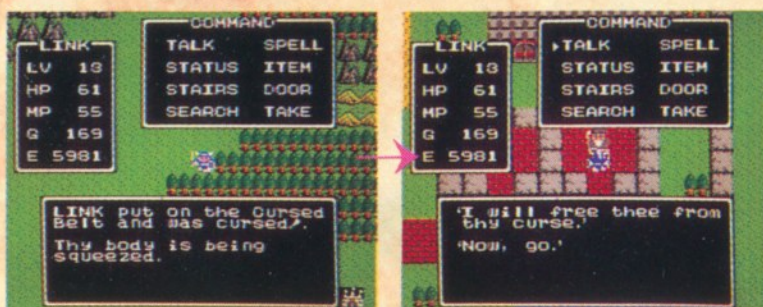 COMMAND
TALK SPELL
STATUS ITEM
STAIRS DOOR
SEARCH TAKE
LINK
LV 13
HP 61
MP 55
G 169
E 5981
LINK put on the Cursed
Belt and was cursed!.
Thy body is being
squeezed.
COMMAND
TALK SPELL
STATUS ITEM
STAIRS DOOR
SEARCH TAKE
LINK
LV 13
HP 61
MP 55
G 169
E 5981
'I will free thee from
thy curse.'
'Now, go.'